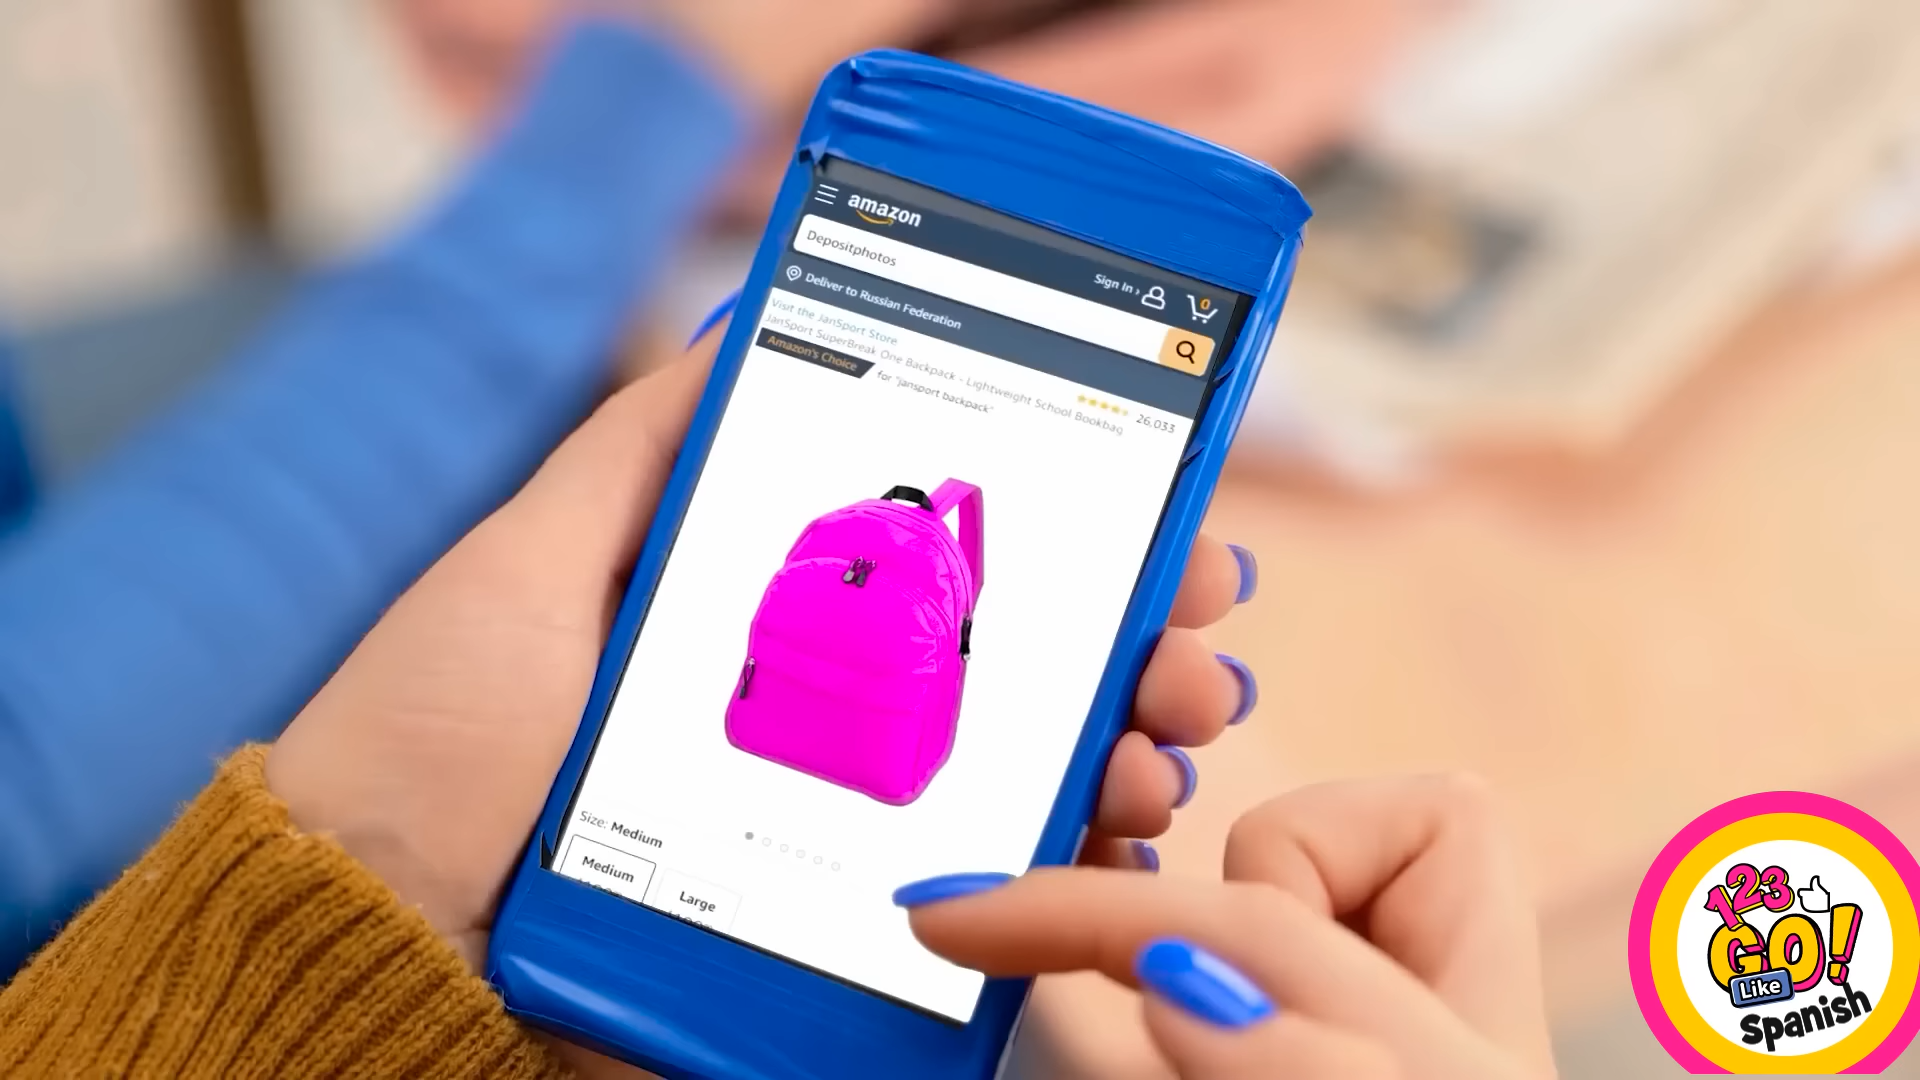 amazon
Sign In ›
0
Depositphotos
Deliver to Russian Federation
Visit the JanSport Store
JanSport SuperBreak One Backpack - Lightweight School Bookbag
26,033
Amazon's Choice
for "jansport backpack"
Size: Medium
Medium
Large
123
GO!
Like
Spanish